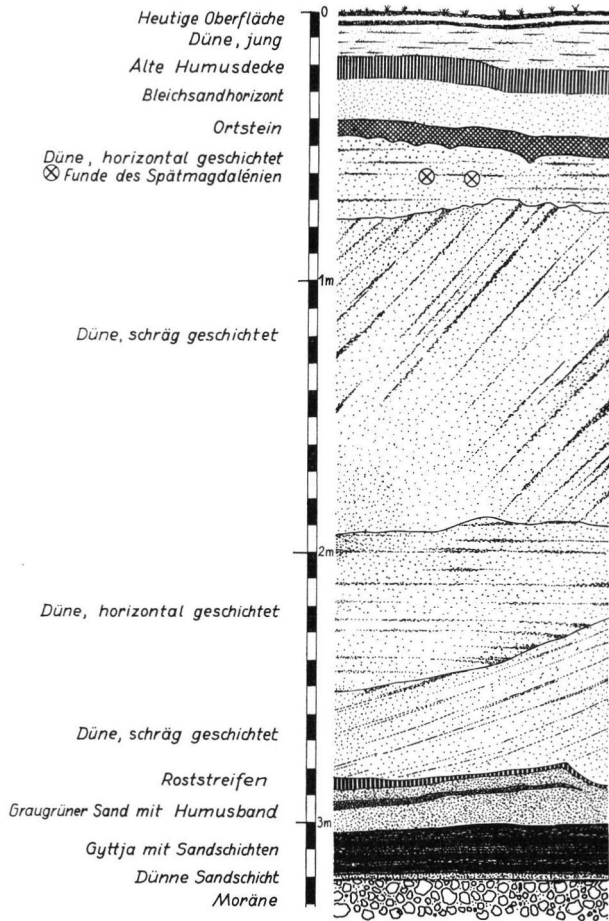 0
Heutige Oberfläche
Düne, jung
Alte Humusdecke
Bleichsandhorizont
Ortstein
Düne, horizontal geschichtet
⊗ Funde des Spätmagdalénien
1m
Düne, schräg geschichtet
2m
Düne, horizontal geschichtet
Düne, schräg geschichtet
Roststreifen
Graugrüner Sand mit Humusband
3m
Gyttja mit Sandschichten
Dünne Sandschicht
Moräne